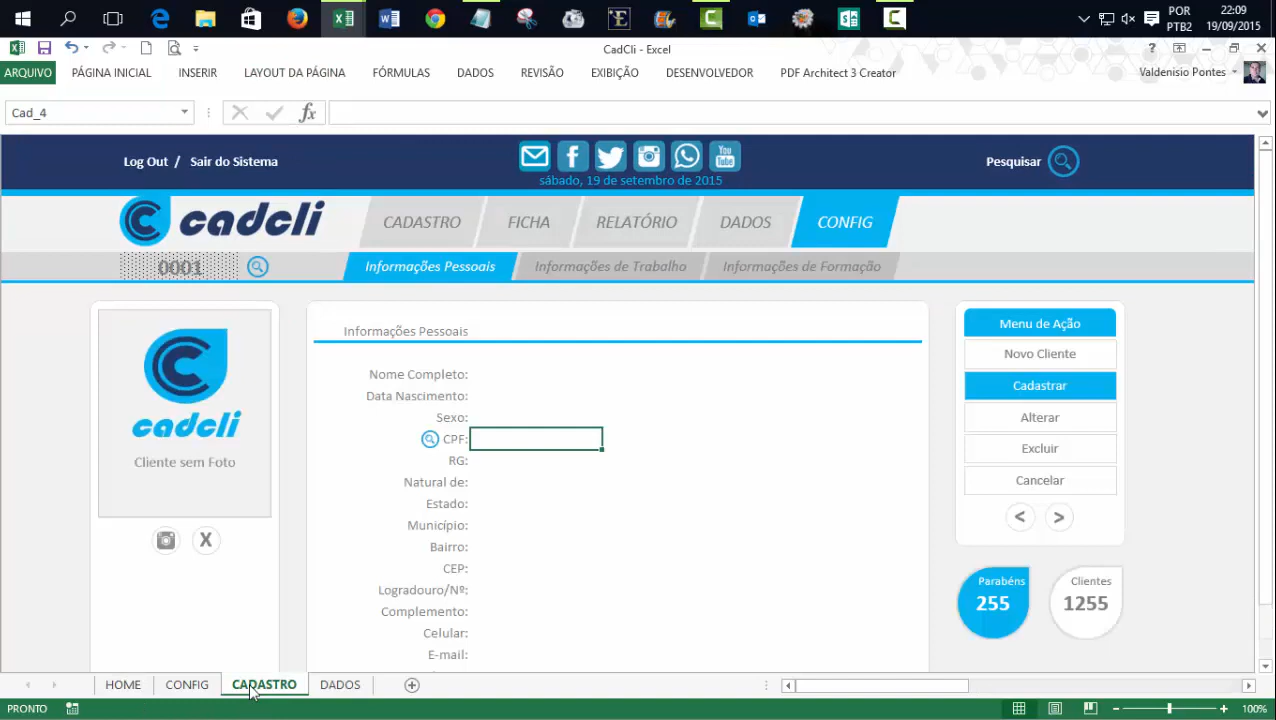 POR
PTB2
22:09
19/09/2015
CadCli - Excel
ARQUIVO
PÁGINA INICIAL
INSERIR
LAYOUT DA PÁGINA
FÓRMULAS
DADOS
REVISÃO
EXIBIÇÃO
DESENVOLVEDOR
PDF Architect 3 Creator
Valdenisio Pontes
Cad_4
fx
Log Out / Sair do Sistema
You Tube
Pesquisar
sábado, 19 de setembro de 2015
cadcli
CADASTRO
FICHA
RELATÓRIO
DADOS
CONFIG
0001
Informações Pessoais
Informações de Trabalho
Informações de Formação
cadcli
Cliente sem Foto
X
Informações Pessoais
Nome Completo:
Data Nascimento:
Sexo:
CPF:
RG:
Natural de:
Estado:
Município:
Bairro:
CEP:
Logradouro/Nº:
Complemento:
Celular:
E-mail:
Menu de Ação
Novo Cliente
Cadastrar
Alterar
Excluir
Cancelar
< >
Parabéns
255
Clientes
1255
HOME
CONFIG
CADASTRO
DADOS
PRONTO
100%